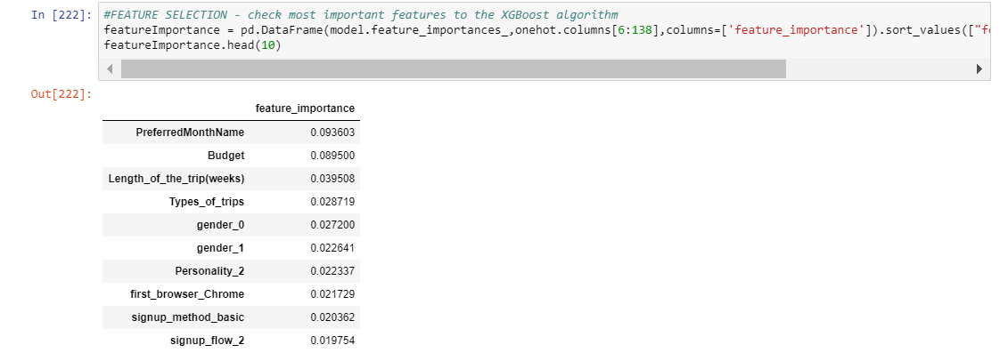 In [222]: #FEATURE SELECTION - check most important features to the XGBoost algorithm
featureImportance = pd.DataFrame(model.feature_importances_,onehot.columns[6:138],columns=['feature_importance']).sort_values(["f
featureImportance.head(10)
Out[222]:
feature_importance
PreferredMonthName 0.093603
Budget 0.089500
Length_of_the_trip(weeks) 0.039508
Types_of_trips 0.028719
gender_0 0.027200
gender_1 0.022641
Personality_2 0.022337
first_browser_Chrome 0.021729
signup_method_basic 0.020362
signup_flow_2 0.019754